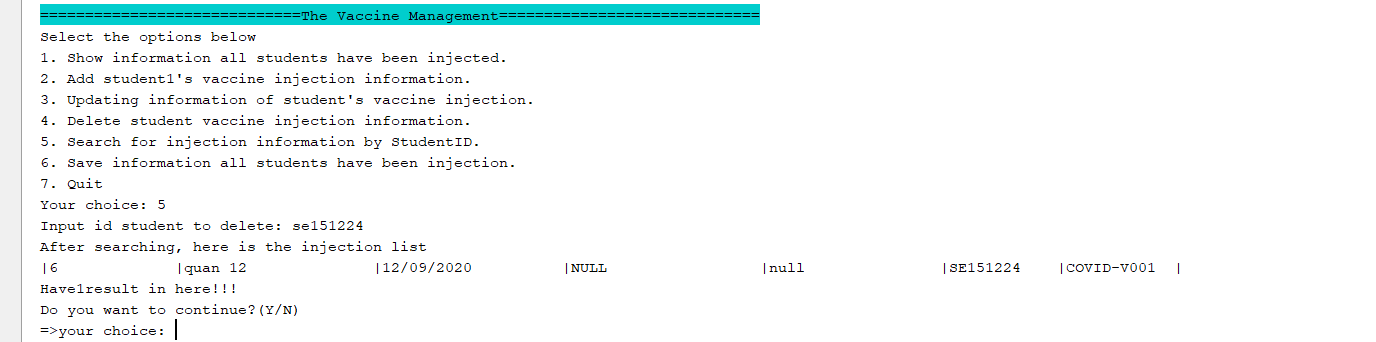 =============================The Vaccine Management=============================
Select the options below
1. Show information all students have been injected.
2. Add student1's vaccine injection information.
3. Updating information of student's vaccine injection.
4. Delete student vaccine injection information.
5. Search for injection information by StudentID.
6. Save information all students have been injection.
7. Quit
Your choice: 5
Input id student to delete: se151224
After searching, here is the injection list
|6             |quan 12              |12/09/2020          |NULL                 |null               |SE151224    |COVID-V001  |
Have1result in here!!!
Do you want to continue?(Y/N)
=>your choice: